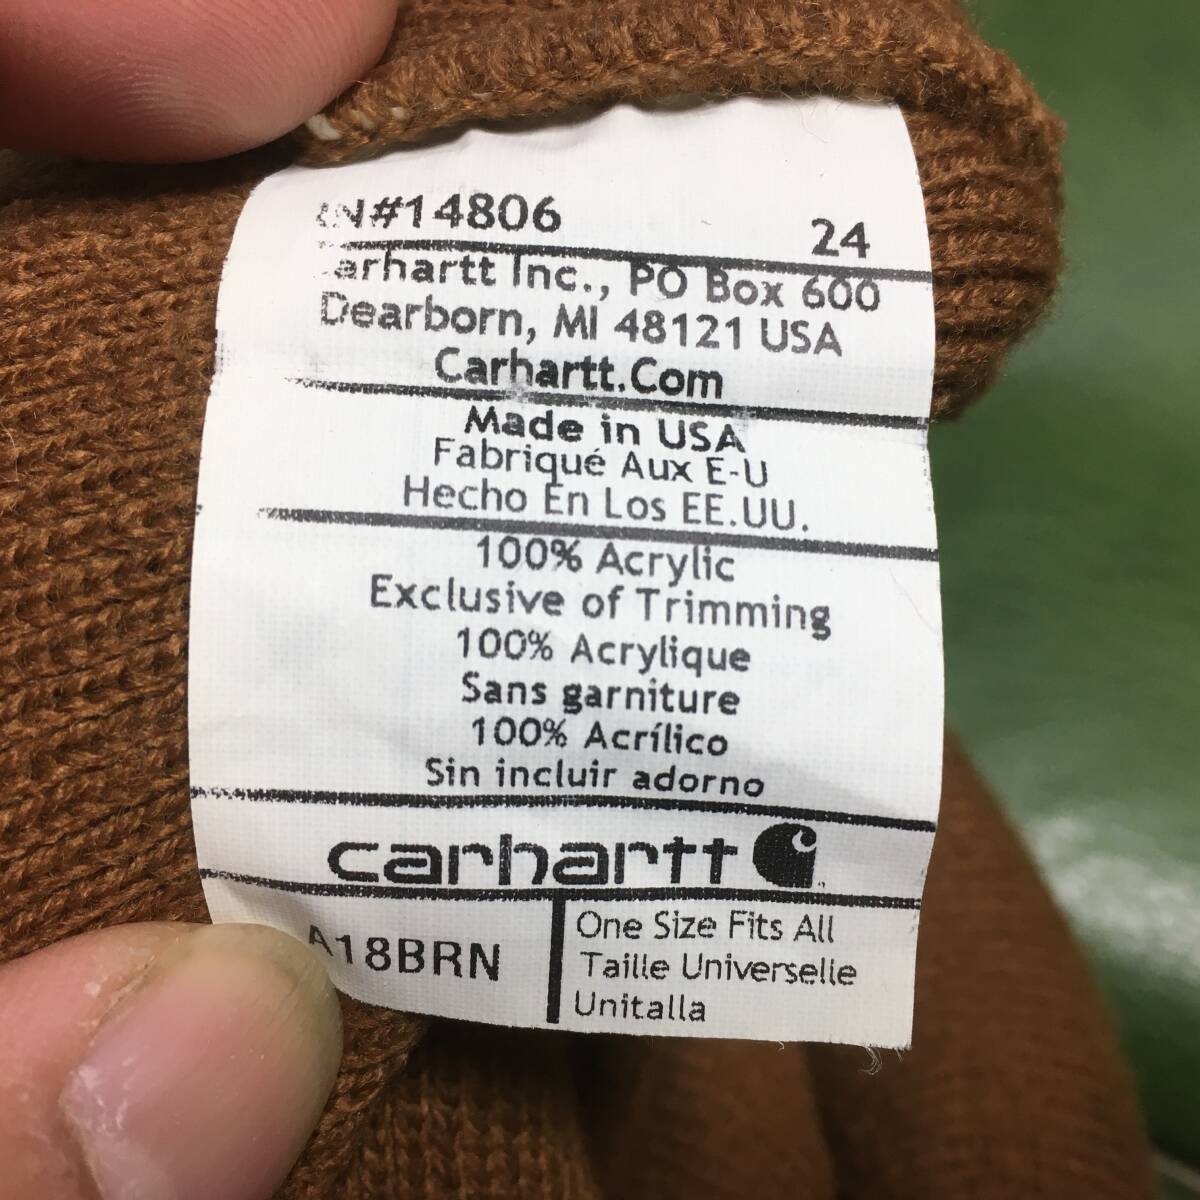 RN#14806 24
Carhartt Inc., PO Box 600
Dearborn, MI 48121 USA
Carhartt.Com
Made in USA
Fabriqué Aux E-U
Hecho En Los EE.UU.
100% Acrylic
Exclusive of Trimming
100% Acrylique
Sans garniture
100% Acrílico
Sin incluir adorno
carhartt
A18BRN
One Size Fits All
Taille Universelle
Unitalla